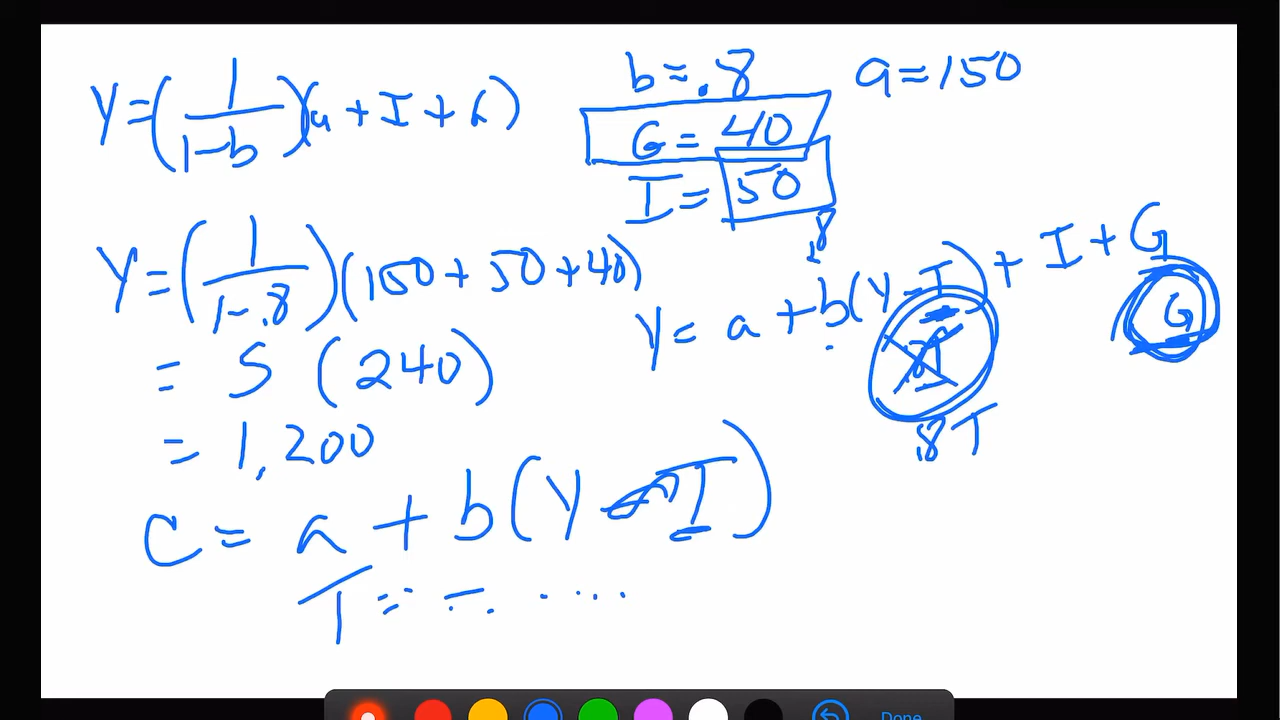 Y=(1/(1-b))(a + I + G)
b = .8
a = 150
G = 40
I = 50
Y=(1/(1-.8))(150 + 50 + 40)
= 5 (240)
= 1,200
.8
Y = a + b(Y - T) + I + G
G
.8T
C = a + b(Y - T)
T =
Done